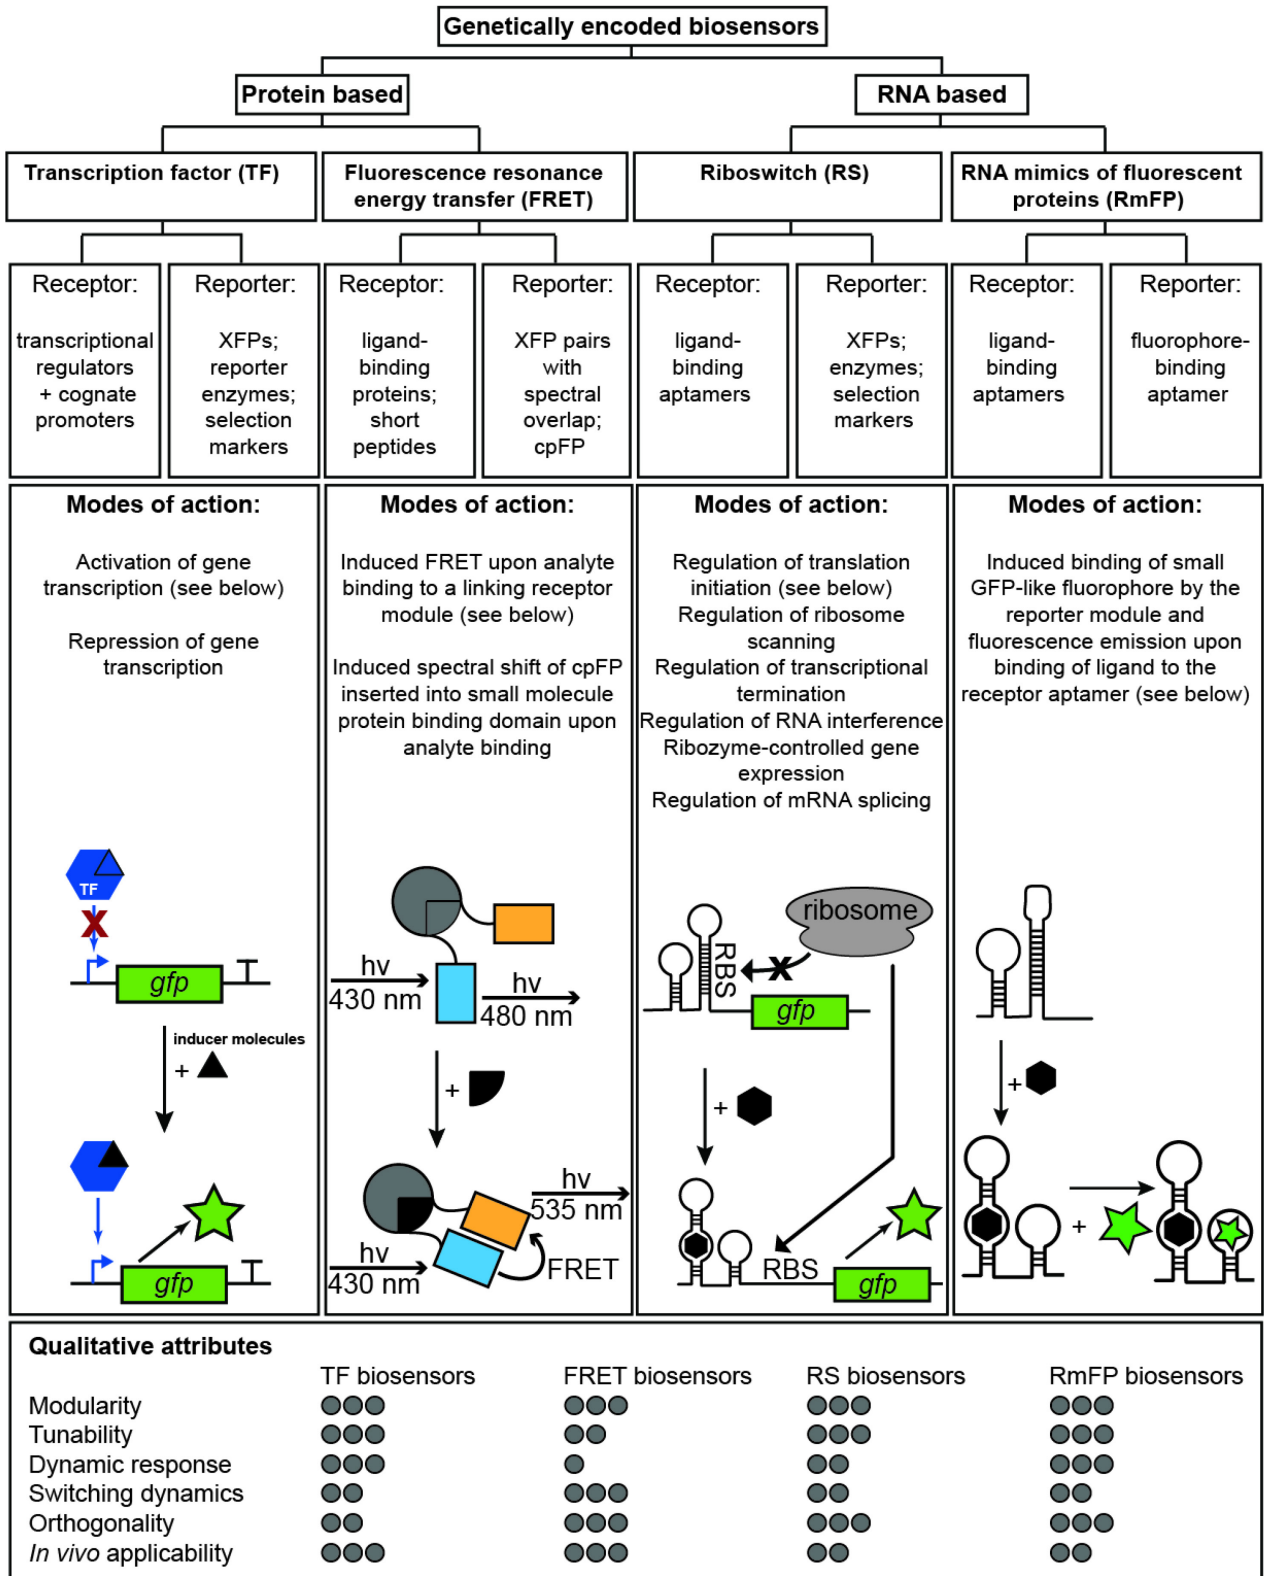 Genetically encoded biosensors
Protein based
RNA based
Transcription factor (TF)
Fluorescence resonance
energy transfer (FRET)
Riboswitch (RS)
RNA mimics of fluorescent
proteins (RmFP)
Receptor:
transcriptional
regulators
+ cognate
promoters
Reporter:
XFPs;
reporter
enzymes;
selection
markers
Receptor:
ligand-
binding
proteins;
short
peptides
Reporter:
XFP pairs
with
spectral
overlap;
cpFP
Receptor:
ligand-
binding
aptamers
Reporter:
XFPs;
enzymes;
selection
markers
Receptor:
ligand-
binding
aptamers
Reporter:
fluorophore-
binding
aptamer
Modes of action:
Activation of gene
transcription (see below)
Repression of gene
transcription
TF
X
gfp
inducer molecules
+
gfp
Modes of action:
Induced FRET upon analyte
binding to a linking receptor
module (see below)
Induced spectral shift of cpFP
inserted into small molecule
protein binding domain upon
analyte binding
hv
430 nm
hv
480 nm
+
hv
535 nm
hv
430 nm
FRET
Modes of action:
Regulation of translation
initiation (see below)
Regulation of ribosome
scanning
Regulation of transcriptional
termination
Regulation of RNA interference
Ribozyme-controlled gene
expression
Regulation of mRNA splicing
ribosome
RBS
X
gfp
+
RBS
gfp
Modes of action:
Induced binding of small
GFP-like fluorophore by the
reporter module and
fluorescence emission upon
binding of ligand to the
receptor aptamer (see below)
+
+
Qualitative attributes
TF biosensors FRET biosensors RS biosensors RmFP biosensors
Modularity
Tunability
Dynamic response
Switching dynamics
Orthogonality
In vivo applicability